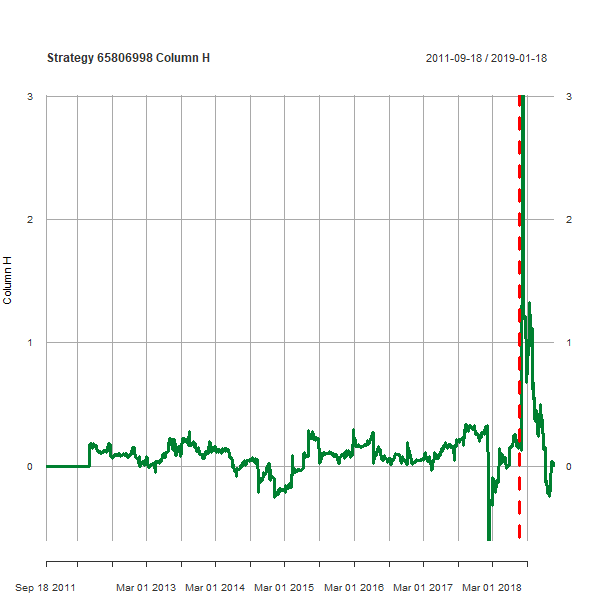 Strategy 65806998 Column H
2011-09-18 / 2019-01-18
3 3
2 2
1 1
0 0
Column H
Sep 18 2011 Mar 01 2013 Mar 01 2014 Mar 01 2015 Mar 01 2016 Mar 01 2017 Mar 01 2018